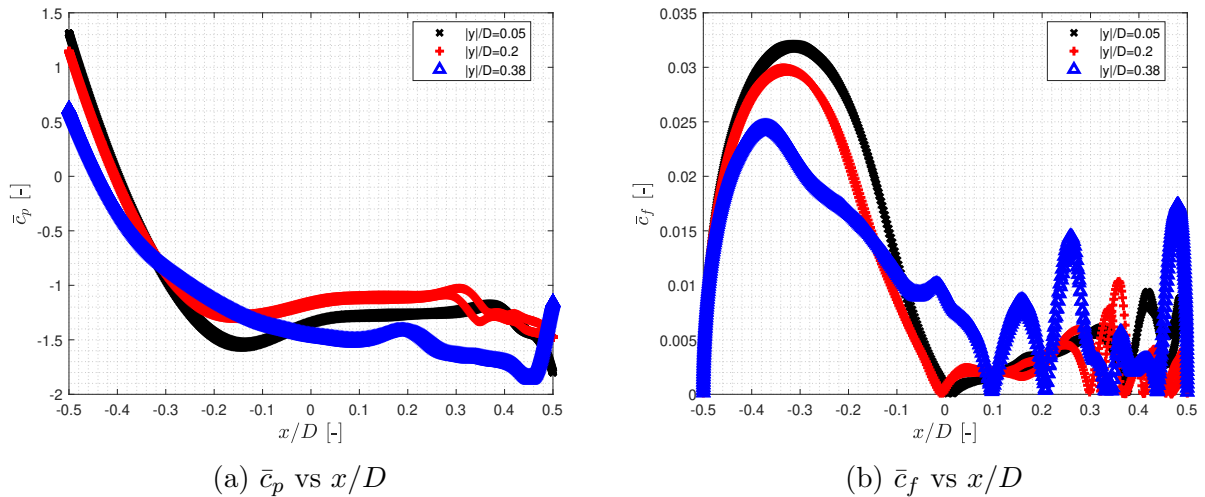 1.5
1
0.5
0
-0.5
-1
-1.5
-2
-0.5 -0.4 -0.3 -0.2 -0.1 0 0.1 0.2 0.3 0.4 0.5
x/D [-]
c̄_p [-]
|y|/D=0.05
|y|/D=0.2
|y|/D=0.38
(a) c̄_p vs x/D
0.035
0.03
0.025
0.02
0.015
0.01
0.005
0
-0.5 -0.4 -0.3 -0.2 -0.1 0 0.1 0.2 0.3 0.4 0.5
x/D [-]
c̄_f [-]
|y|/D=0.05
|y|/D=0.2
|y|/D=0.38
(b) c̄_f vs x/D